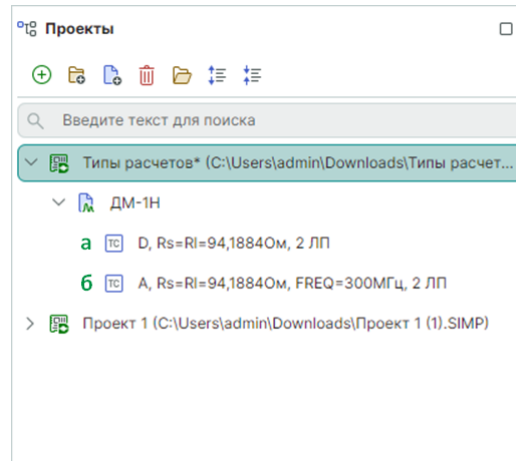 Проекты
Введите текст для поиска
Типы расчетов* (C:\Users\admin\Downloads\Типы расчет...
ДМ-1Н
а TC D, Rs=Rl=94,1884Ом, 2 ЛП
б TC A, Rs=Rl=94,1884Ом, FREQ=300МГц, 2 ЛП
Проект 1 (C:\Users\admin\Downloads\Проект 1 (1).SIMP)